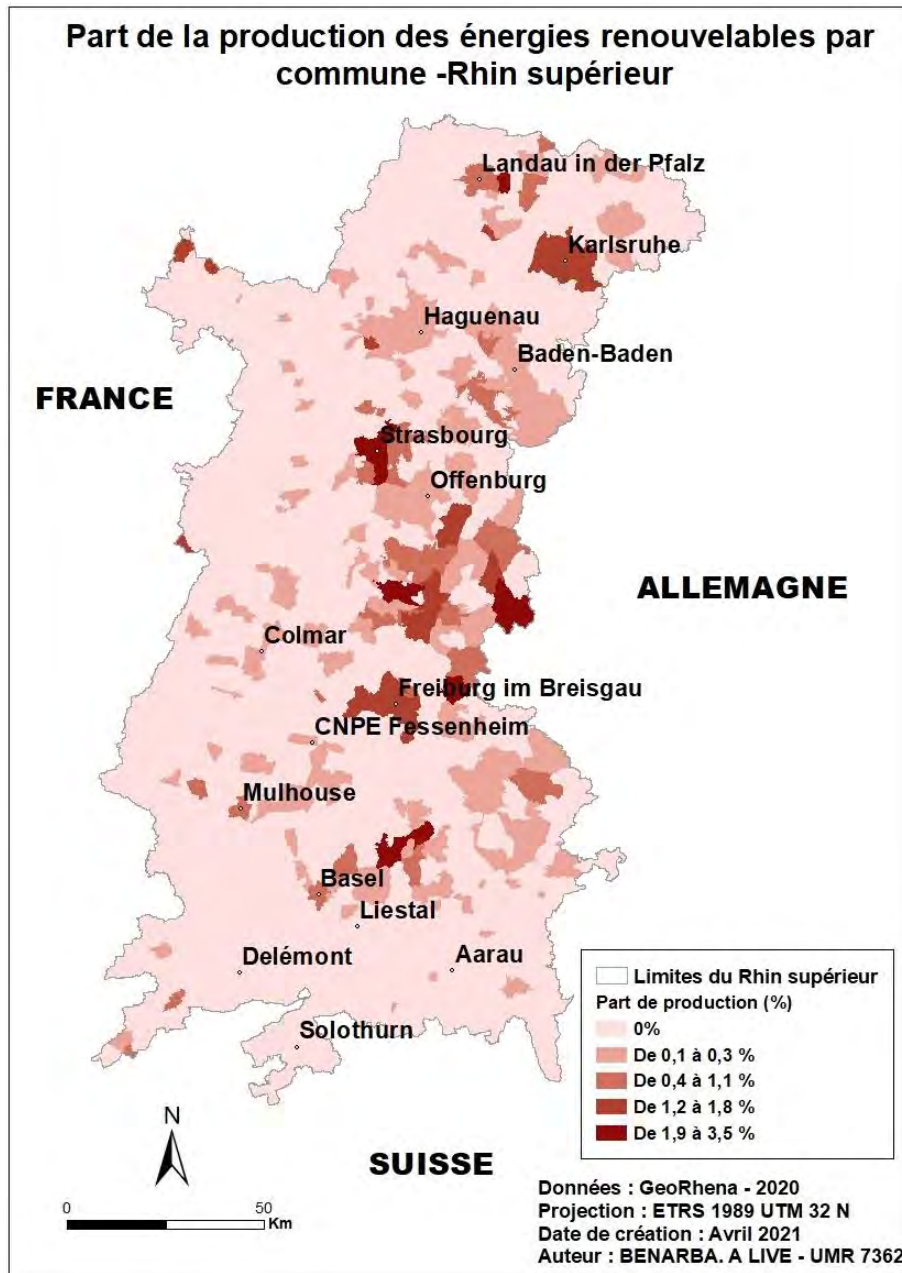 Part de la production des énergies renouvelables par
commune -Rhin supérieur
Landau in der Pfalz
Karlsruhe
Haguenau
Baden-Baden
FRANCE
Strasbourg
Offenburg
ALLEMAGNE
Colmar
Freiburg im Breisgau
CNPE Fessenheim
Mulhouse
Basel
Liestal
Delémont
Aarau
Solothurn
Limites du Rhin supérieur
Part de production (%)
0%
De 0,1 à 0,3 %
De 0,4 à 1,1 %
De 1,2 à 1,8 %
De 1,9 à 3,5 %
N
SUISSE
0 50
Km
Données : GeoRhena - 2020
Projection : ETRS 1989 UTM 32 N
Date de création : Avril 2021
Auteur : BENARBA. A LIVE - UMR 7362